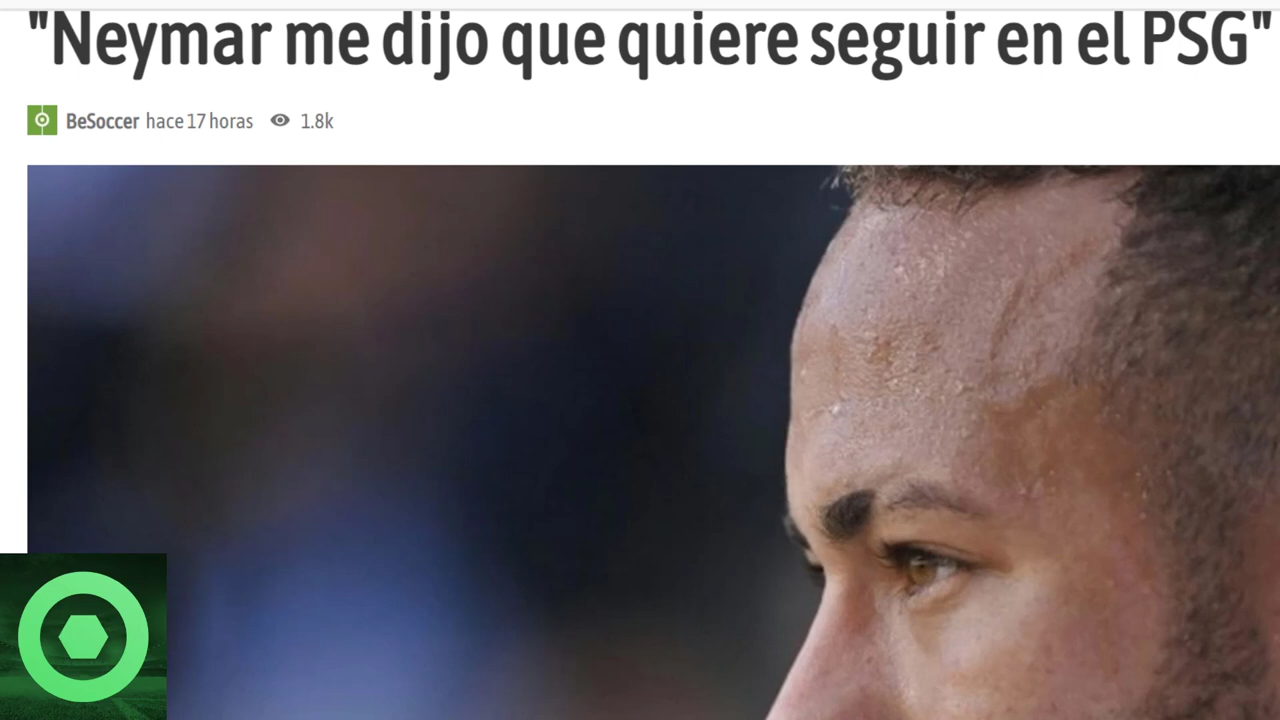 "Neymar me dijo que quiere seguir en el PSG"
BeSoccer hace 17 horas 1.8k